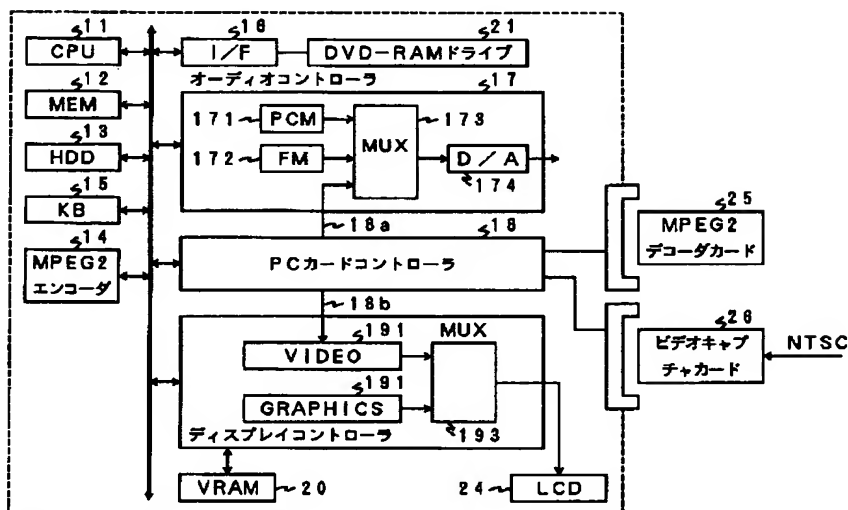 11
CPU
12
MEM
13
HDD
15
KB
14
MPEG2
エンコーダ
16
I/F
21
DVD-RAMドライブ
オーディオコントローラ
17
171
PCM
172
FM
MUX
173
D/A
174
18a
18
PCカードコントローラ
18b
25
MPEG2
デコーダカード
26
ビデオキャプ
チャカード
NTSC
191
VIDEO
MUX
191
GRAPHICS
193
ディスプレイコントローラ
VRAM
20
24
LCD